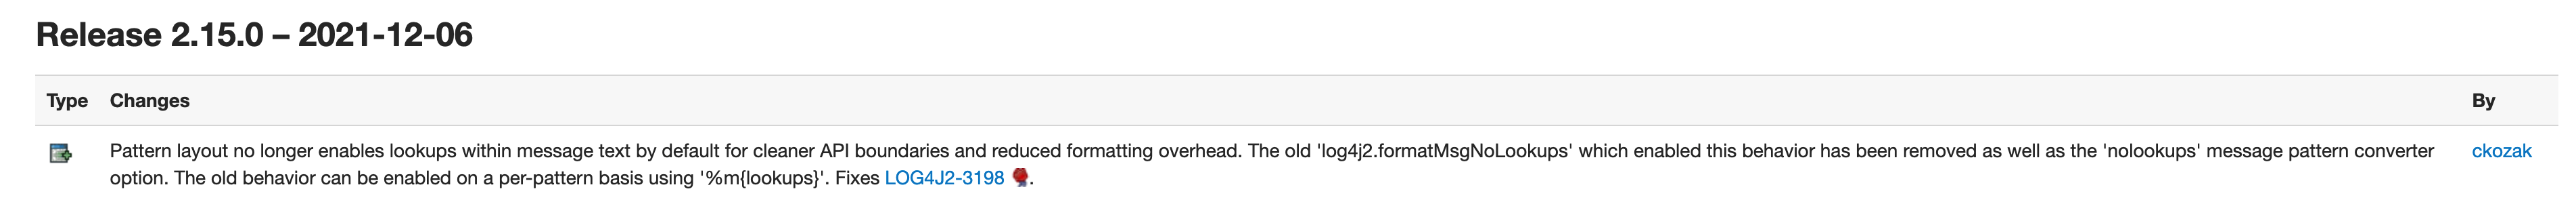 Release 2.15.0 – 2021-12-06
Type Changes By
Pattern layout no longer enables lookups within message text by default for cleaner API boundaries and reduced formatting overhead. The old 'log4j2.formatMsgNoLookups' which enabled this behavior has been removed as well as the 'nolookups' message pattern converter ckozak
option. The old behavior can be enabled on a per-pattern basis using '%m{lookups}'. Fixes LOG4J2-3198 .